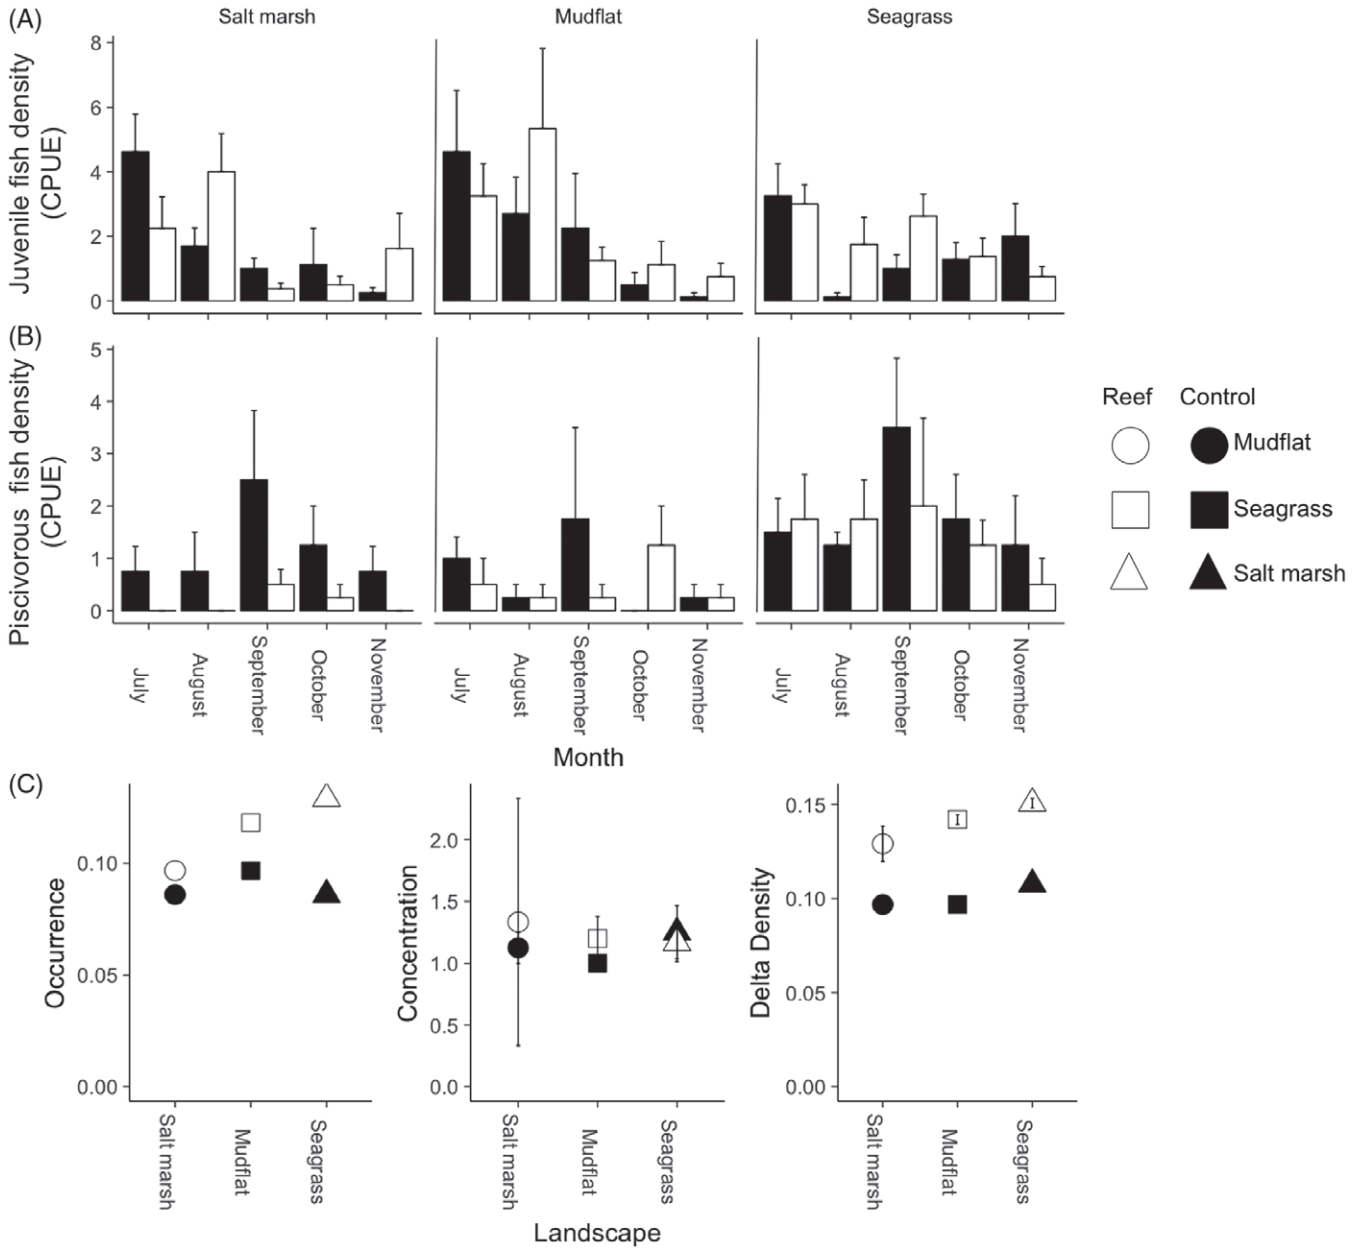 (A)
Salt marsh
Mudflat
Seagrass
Juvenile fish density
(CPUE)
8
6
4
2
0
(B)
Piscivorous fish density
(CPUE)
5
4
3
2
1
0
July
August
September
October
November
July
August
September
October
November
July
August
September
October
November
Month
Reef Control
Mudflat
Seagrass
Salt marsh
(C)
Occurrence
0.10
0.05
0.00
Salt marsh
Mudflat
Seagrass
Concentration
2.0
1.5
1.0
0.5
0.0
Salt marsh
Mudflat
Seagrass
Delta Density
0.15
0.10
0.05
0.00
Salt marsh
Mudflat
Seagrass
Landscape